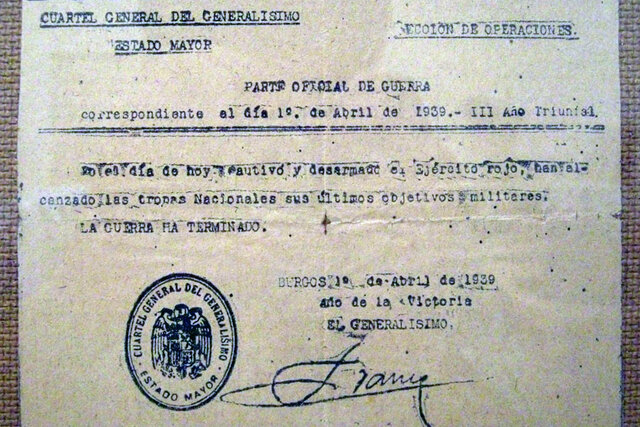 CUARTEL GENERAL DEL GENERALISIMO
ESTADO MAYOR
SECCIÓN DE OPERACIONES.
PARTE OFICIAL DE GUERRA
correspondiente al día 1º. de Abril de 1939.- III Año Triunfal.
En el día de hoy, cautivo y desarmado el Ejército rojo, han al-
canzado las tropas Nacionales sus últimos objetivos militares.
LA GUERRA HA TERMINADO.
BURGOS 1º de Abril de 1939
Año de la Victoria
EL GENERALISIMO.
CUARTEL GENERAL DEL GENERALÍSIMO
ESTADO MAYOR
Franco